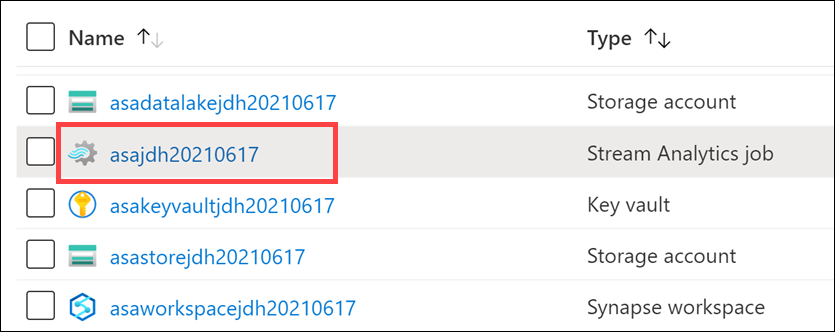 Name ↑↓ Type ↑↓
asadatalakejdh20210617 Storage account
asajdh20210617 Stream Analytics job
asakeyvaultjdh20210617 Key vault
asastorejdh20210617 Storage account
asaworkspacejdh20210617 Synapse workspace